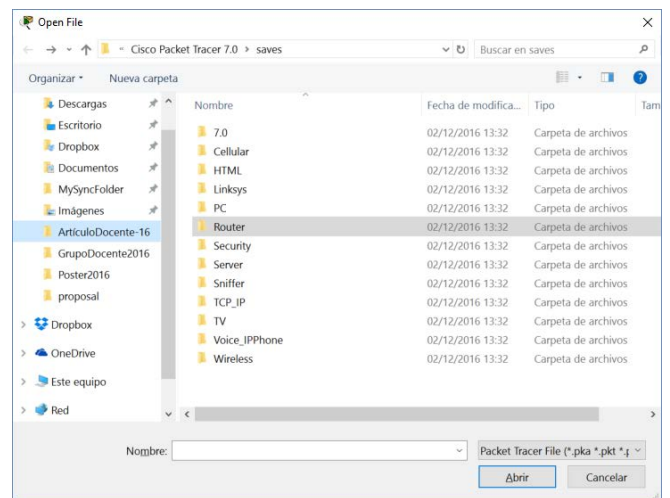 Open File
« Cisco Packet Tracer 7.0 > saves
Buscar en saves
Organizar
Nueva carpeta
Descargas
Escritorio
Dropbox
Documentos
MySyncFolder
Imágenes
ArtículoDocente-16
GrupoDocente2016
Poster2016
proposal
Dropbox
OneDrive
Este equipo
Red
Nombre Fecha de modifica... Tipo Tam
7.0 02/12/2016 13:32 Carpeta de archivos
Cellular 02/12/2016 13:32 Carpeta de archivos
HTML 02/12/2016 13:32 Carpeta de archivos
Linksys 02/12/2016 13:32 Carpeta de archivos
PC 02/12/2016 13:32 Carpeta de archivos
Router 02/12/2016 13:32 Carpeta de archivos
Security 02/12/2016 13:32 Carpeta de archivos
Server 02/12/2016 13:32 Carpeta de archivos
Sniffer 02/12/2016 13:32 Carpeta de archivos
TCP_IP 02/12/2016 13:32 Carpeta de archivos
TV 02/12/2016 13:32 Carpeta de archivos
Voice_IPPhone 02/12/2016 13:32 Carpeta de archivos
Wireless 02/12/2016 13:32 Carpeta de archivos
Nombre:
Packet Tracer File (*.pka *.pkt
Abrir
Cancelar